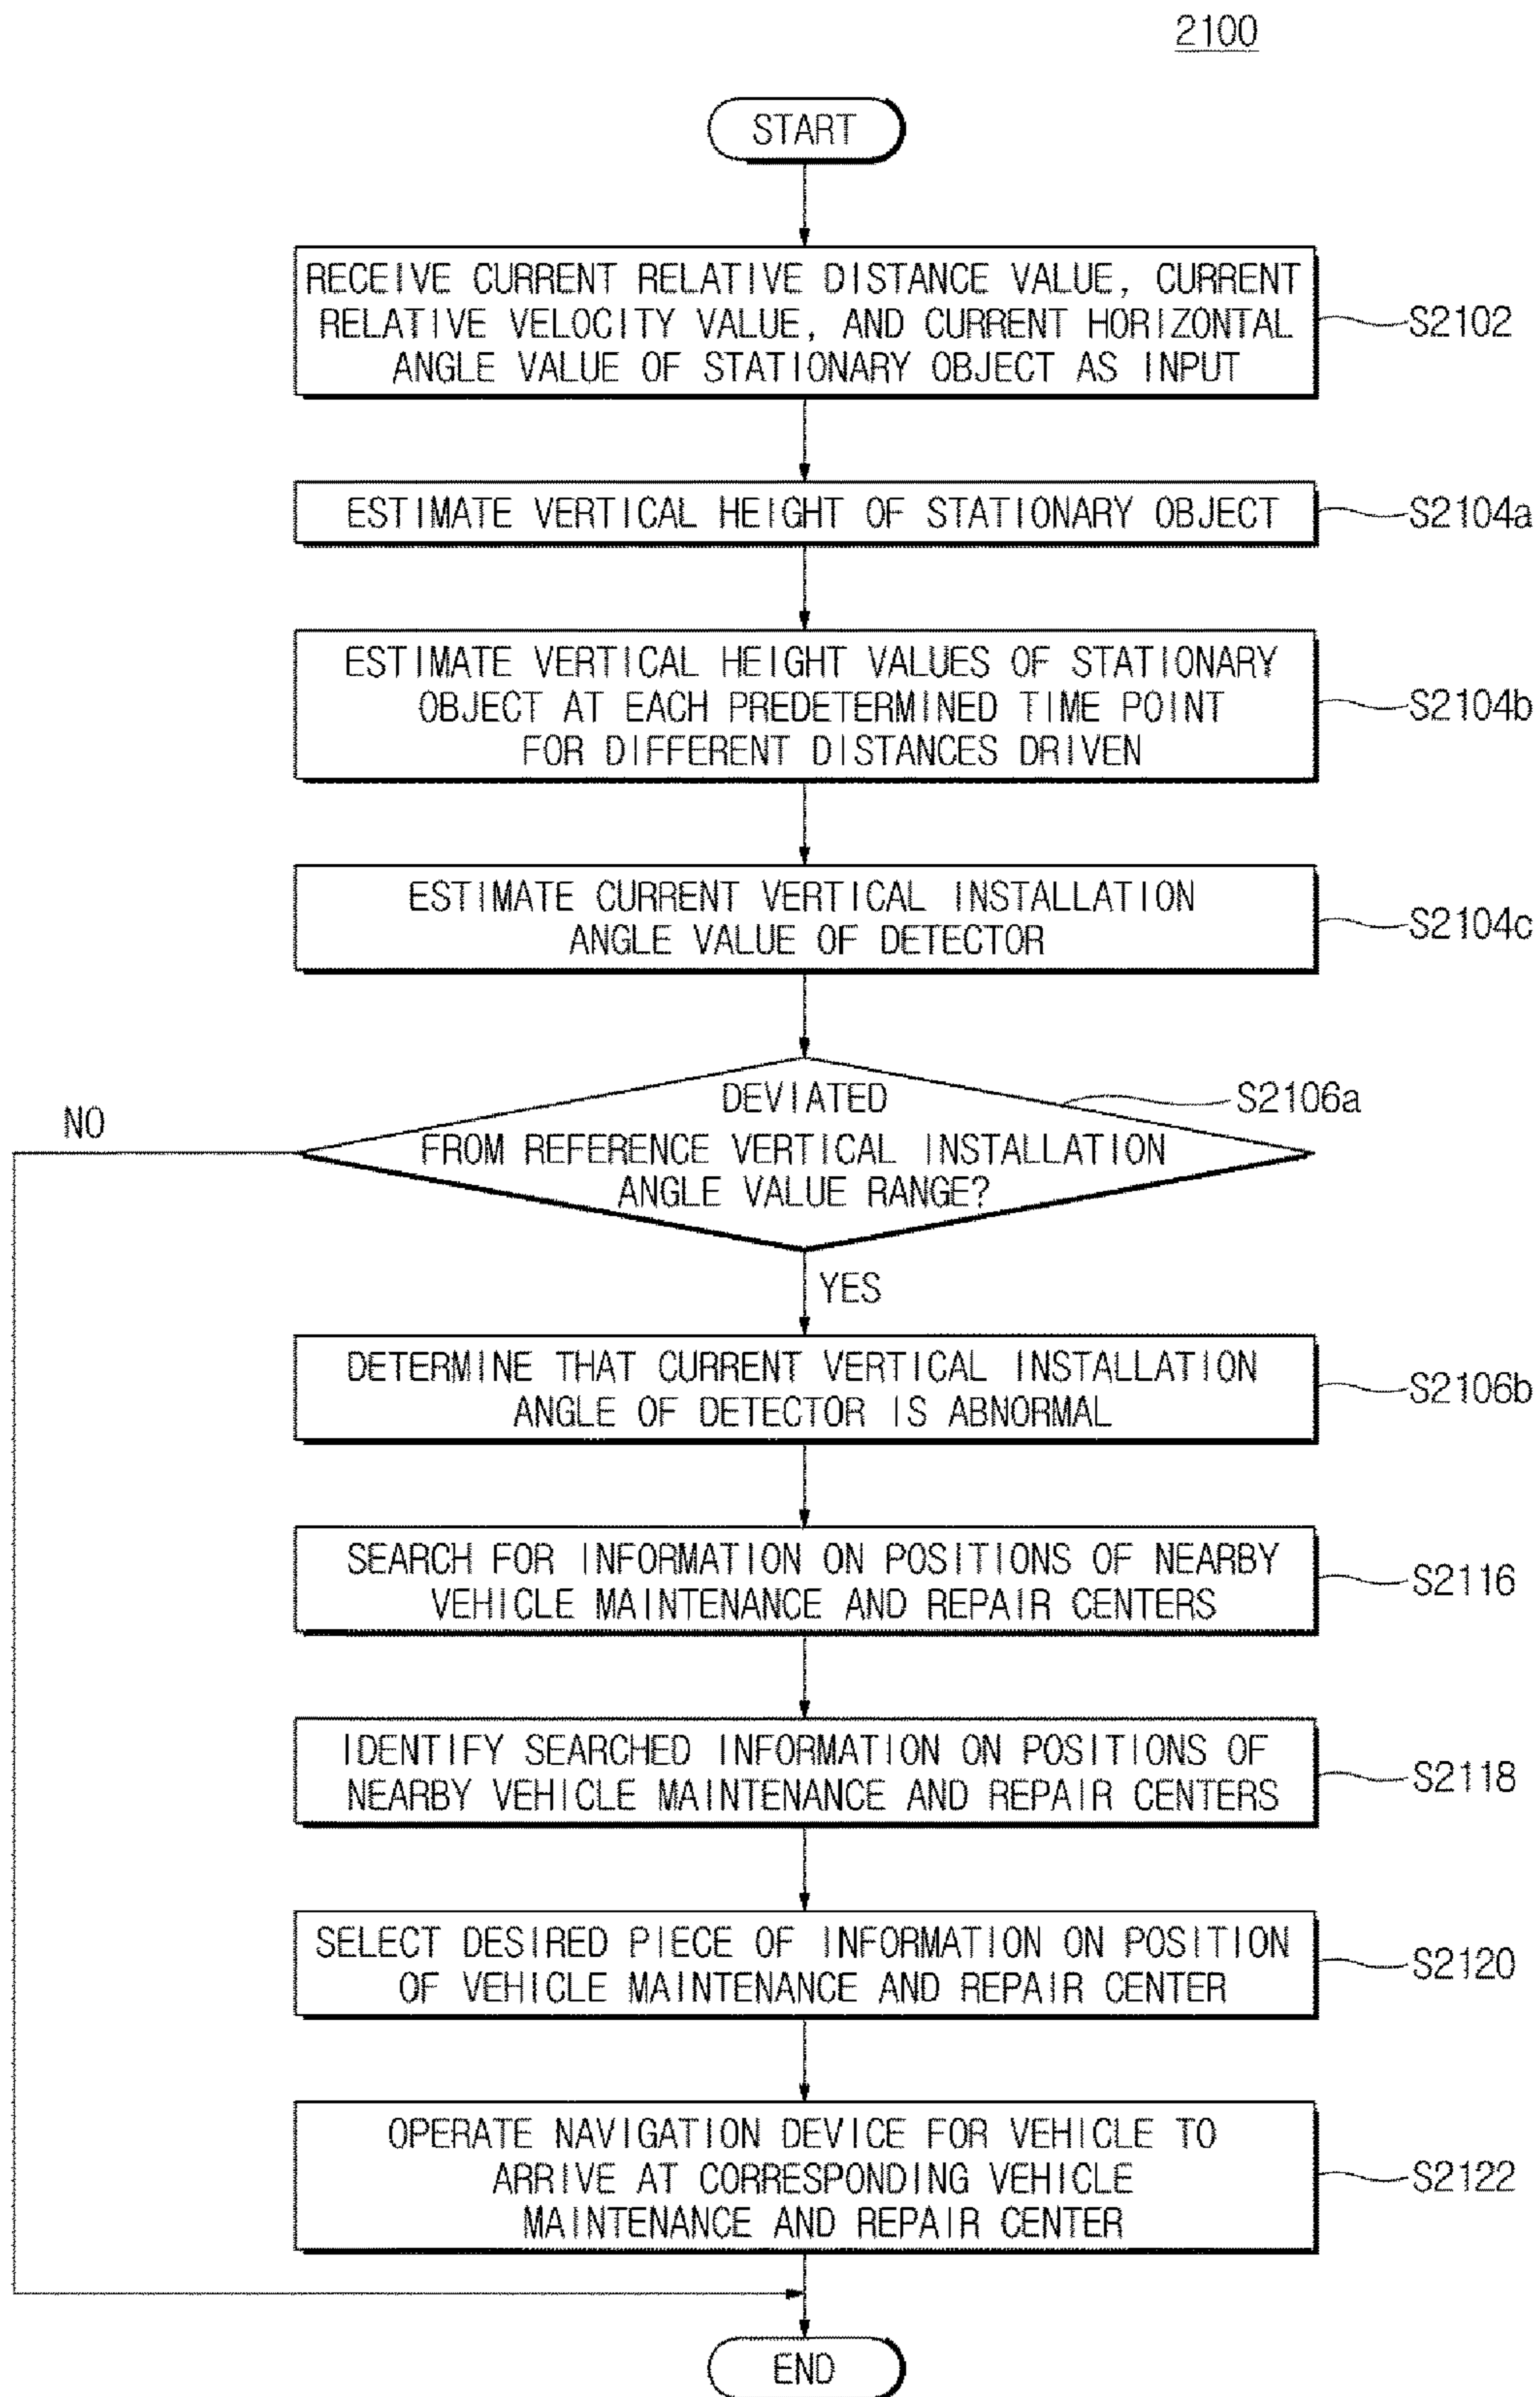 2100
START
RECEIVE CURRENT RELATIVE DISTANCE VALUE, CURRENT
RELATIVE VELOCITY VALUE, AND CURRENT HORIZONTAL
ANGLE VALUE OF STATIONARY OBJECT AS INPUT
S2102
ESTIMATE VERTICAL HEIGHT OF STATIONARY OBJECT
S2104a
ESTIMATE VERTICAL HEIGHT VALUES OF STATIONARY
OBJECT AT EACH PREDETERMINED TIME POINT
FOR DIFFERENT DISTANCES DRIVEN
S2104b
ESTIMATE CURRENT VERTICAL INSTALLATION
ANGLE VALUE OF DETECTOR
S2104c
DEVIATED
FROM REFERENCE VERTICAL INSTALLATION
ANGLE VALUE RANGE?
S2106a
NO
YES
DETERMINE THAT CURRENT VERTICAL INSTALLATION
ANGLE OF DETECTOR IS ABNORMAL
S2106b
SEARCH FOR INFORMATION ON POSITIONS OF NEARBY
VEHICLE MAINTENANCE AND REPAIR CENTERS
S2116
IDENTIFY SEARCHED INFORMATION ON POSITIONS OF
NEARBY VEHICLE MAINTENANCE AND REPAIR CENTERS
S2118
SELECT DESIRED PIECE OF INFORMATION ON POSITION
OF VEHICLE MAINTENANCE AND REPAIR CENTER
S2120
OPERATE NAVIGATION DEVICE FOR VEHICLE TO
ARRIVE AT CORRESPONDING VEHICLE
MAINTENANCE AND REPAIR CENTER
S2122
END